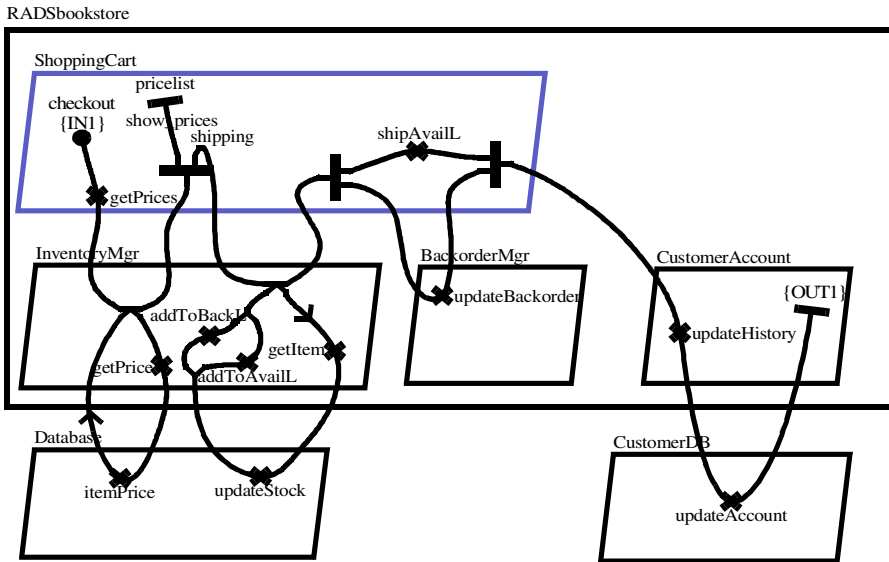 RADSbookstore
ShoppingCart
pricelist
checkout
{IN1}
show_prices
shipping
shipAvailL
getPrices
InventoryMgr
BackorderMgr
CustomerAccount
{OUT1}
updateBackorder
addToBackL
updateHistory
getItem
getPrice
addToAvailL
Database
CustomerDB
itemPrice
updateStock
updateAccount